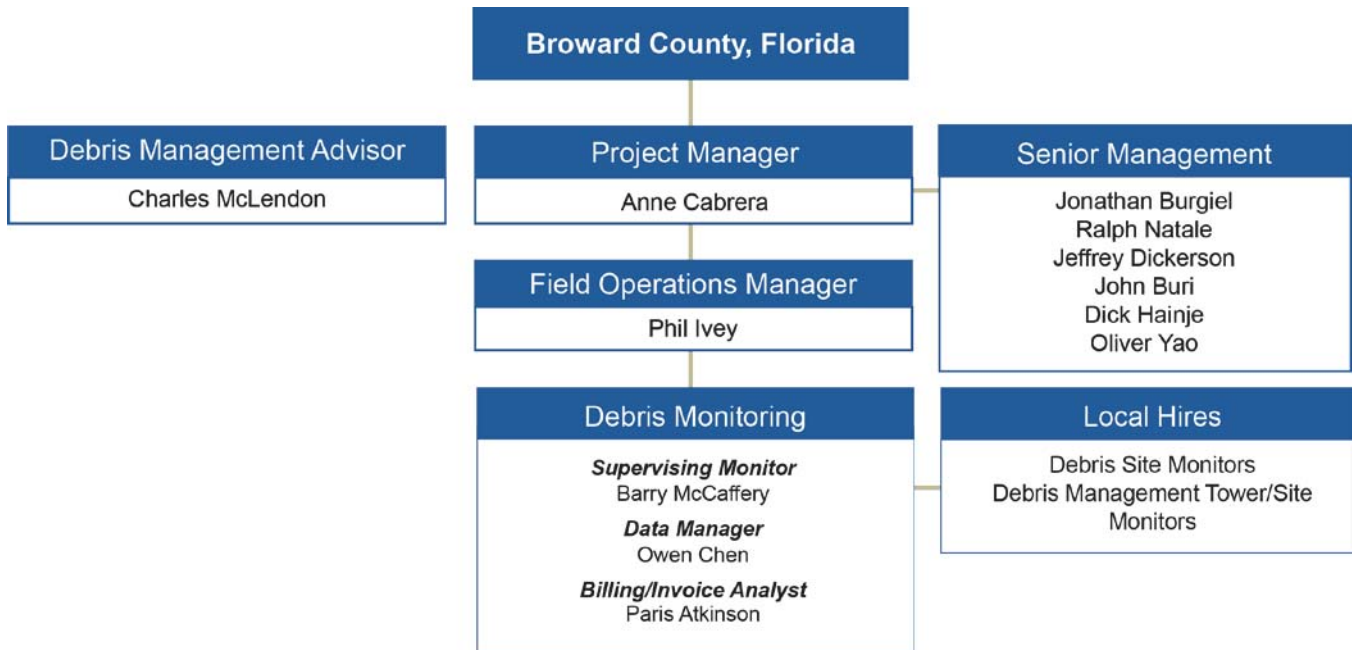 Broward County, Florida
Debris Management Advisor
Charles McLendon
Project Manager
Anne Cabrera
Senior Management
Jonathan Burgiel
Ralph Natale
Jeffrey Dickerson
John Buri
Dick Hainje
Oliver Yao
Field Operations Manager
Phil Ivey
Debris Monitoring
Supervising Monitor
Barry McCaffery
Data Manager
Owen Chen
Billing/Invoice Analyst
Paris Atkinson
Local Hires
Debris Site Monitors
Debris Management Tower/Site
Monitors